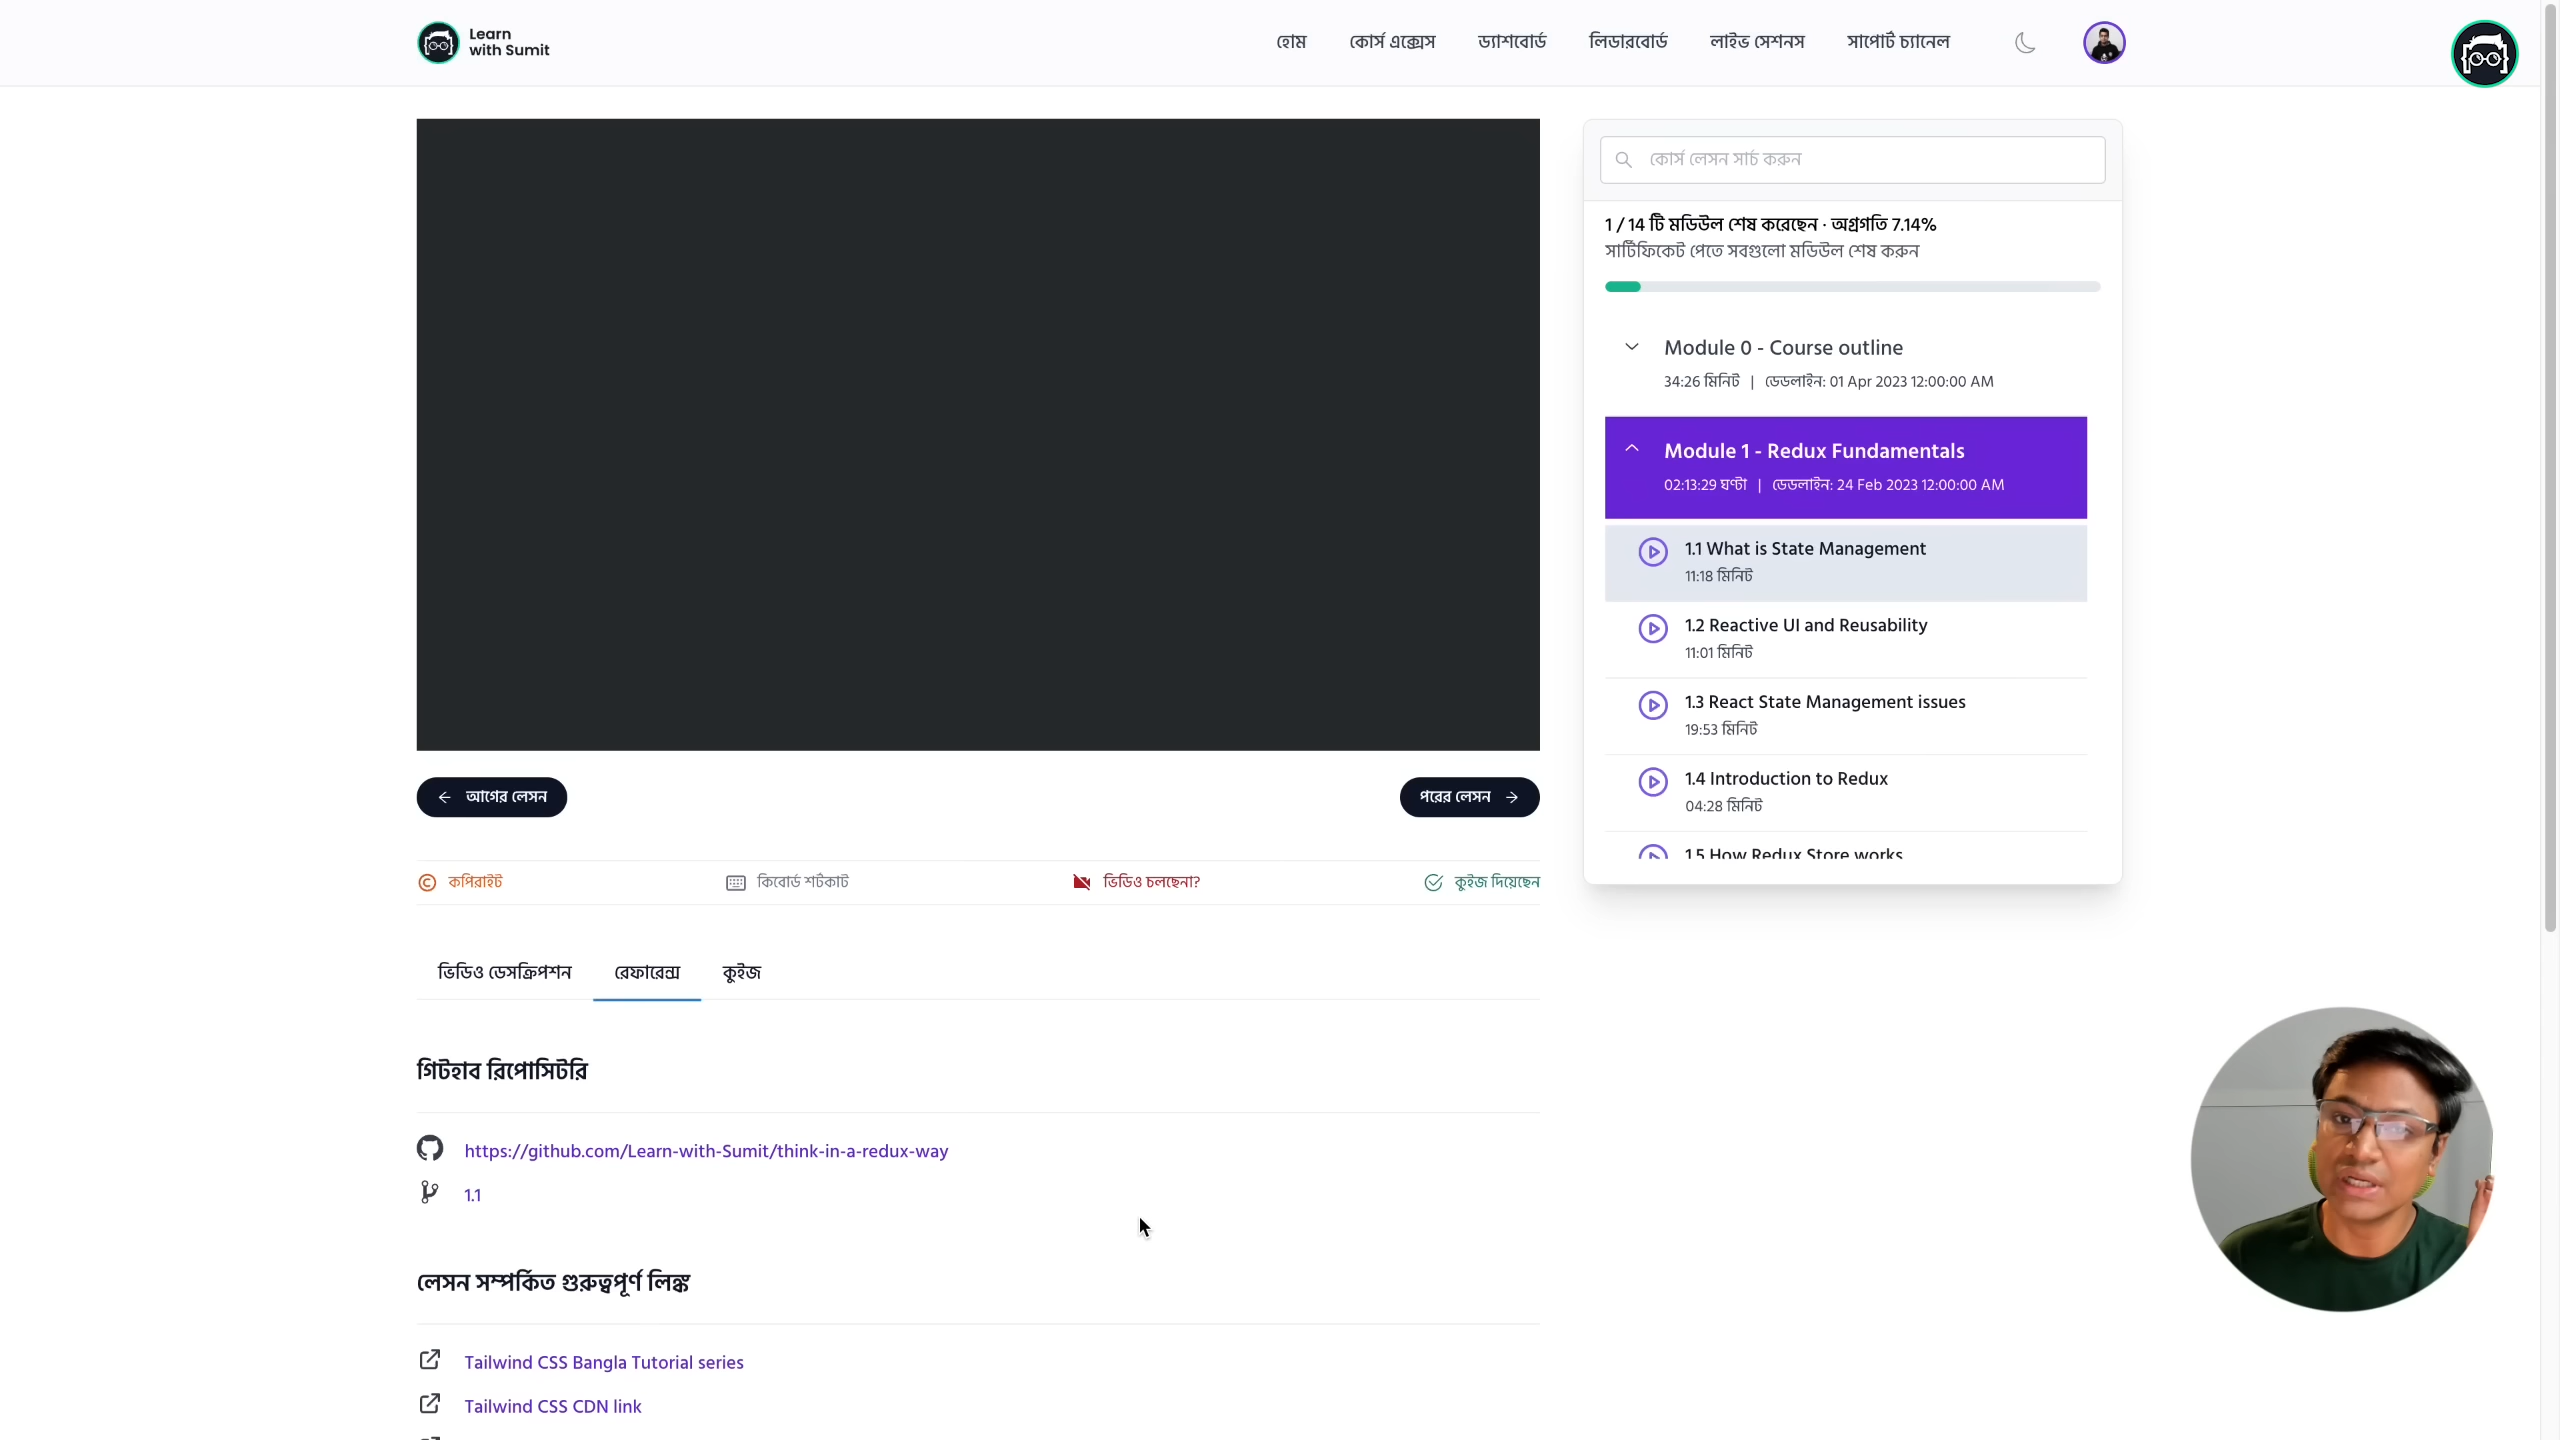 Learn
with Sumit
হোম
কোর্স এক্সেস
ড্যাশবোর্ড
লিডারবোর্ড
লাইভ সেশনস
সাপোর্ট চ্যানেল
কোর্স লেসন সার্চ করুন
1 / 14 টি মডিউল শেষ করেছেন · অগ্রগতি 7.14%
সার্টিফিকেট পেতে সবগুলো মডিউল শেষ করুন
Module 0 - Course outline
34:26 মিনিট | ডেডলাইন: 01 Apr 2023 12:00:00 AM
Module 1 - Redux Fundamentals
02:13:29 ঘণ্টা | ডেডলাইন: 24 Feb 2023 12:00:00 AM
1.1 What is State Management
11:18 মিনিট
1.2 Reactive UI and Reusability
11:01 মিনিট
1.3 React State Management issues
19:53 মিনিট
1.4 Introduction to Redux
04:28 মিনিট
1.5 How Redux Store works
আগের লেসন
পরের লেসন
কপিরাইট
কিবোর্ড শর্টকাট
ভিডিও চলছেনা?
কুইজ দিয়েছেন
ভিডিও ডেসক্রিপশন
রেফারেন্স
কুইজ
গিটহাব রিপোসিটরি
https://github.com/Learn-with-Sumit/think-in-a-redux-way
1.1
লেসন সম্পর্কিত গুরুত্বপূর্ণ লিঙ্ক
Tailwind CSS Bangla Tutorial series
Tailwind CSS CDN link